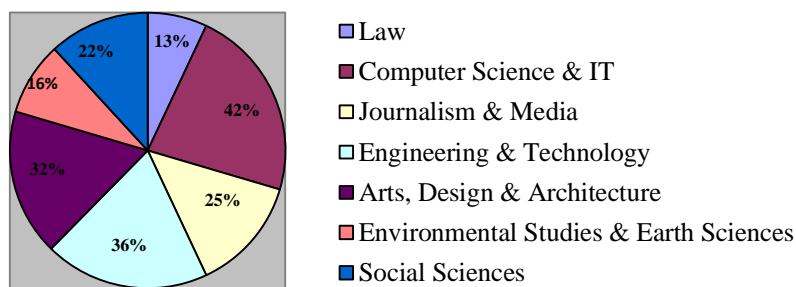 13%
42%
25%
36%
32%
16%
22%
Law
Computer Science & IT
Journalism & Media
Engineering & Technology
Arts, Design & Architecture
Environmental Studies & Earth Sciences
Social Sciences